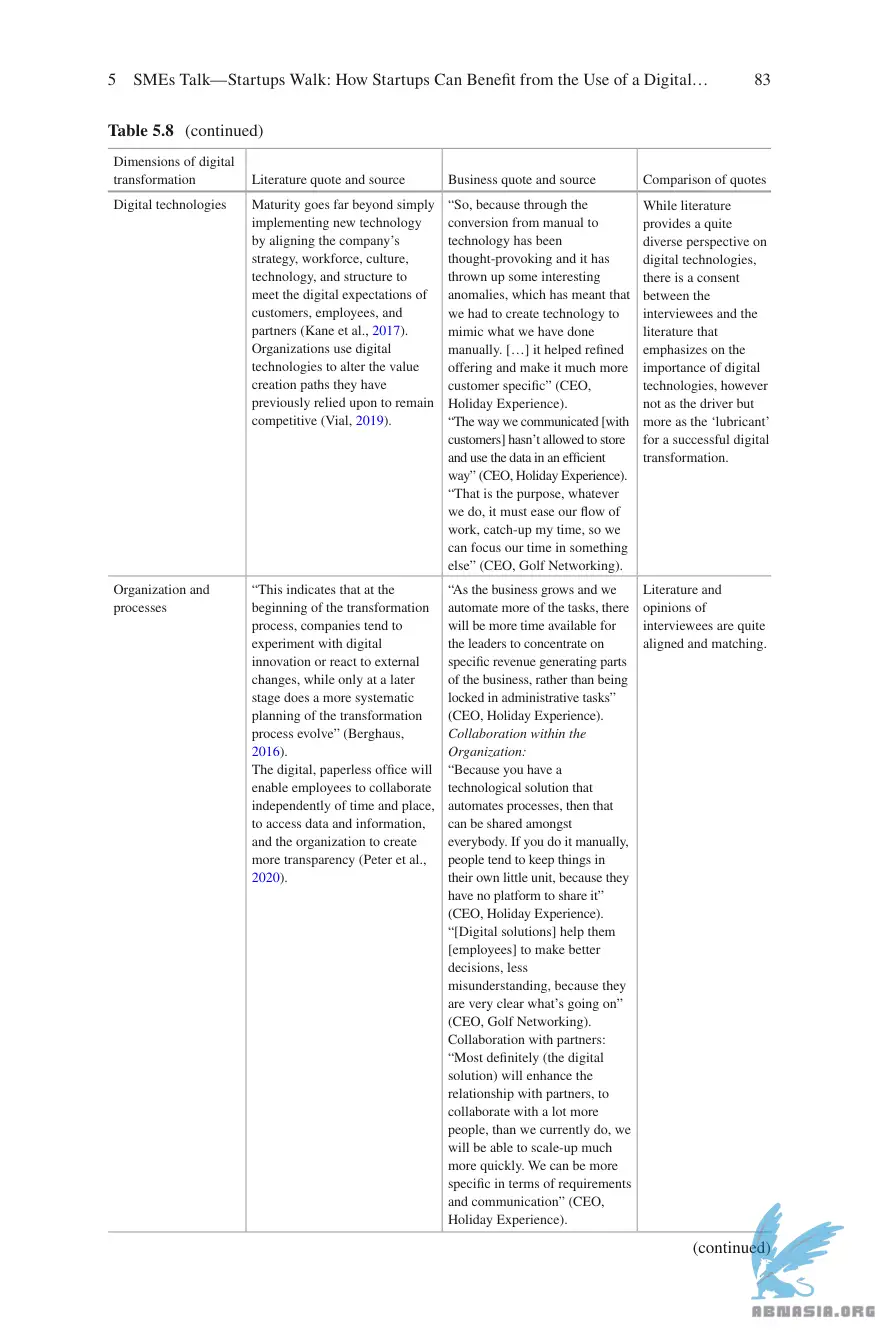 5 SMEs Talk—Startups Walk: How Startups Can Benefit from the Use of a Digital… 83
Table 5.8 (continued)
Dimensions of digital
transformation
Literature quote and source
Business quote and source
Comparison of quotes
Digital technologies
Maturity goes far beyond simply
implementing new technology
by aligning the company’s
strategy, workforce, culture,
technology, and structure to
meet the digital expectations of
customers, employees, and
partners (Kane et al., 2017).
Organizations use digital
technologies to alter the value
creation paths they have
previously relied upon to remain
competitive (Vial, 2019).
“So, because through the
conversion from manual to
technology has been
thought-provoking and it has
thrown up some interesting
anomalies, which has meant that
we had to create technology to
mimic what we have done
manually. […] it helped refined
offering and make it much more
customer specific” (CEO,
Holiday Experience).
“The way we communicated [with
customers] hasn’t allowed to store
and use the data in an efficient
way” (CEO, Holiday Experience).
“That is the purpose, whatever
we do, it must ease our flow of
work, catch-up my time, so we
can focus our time in something
else” (CEO, Golf Networking).
While literature
provides a quite
diverse perspective on
digital technologies,
there is a consent
between the
interviewees and the
literature that
emphasizes on the
importance of digital
technologies, however
not as the driver but
more as the ‘lubricant’
for a successful digital
transformation.
Organization and
processes
“This indicates that at the
beginning of the transformation
process, companies tend to
experiment with digital
innovation or react to external
changes, while only at a later
stage does a more systematic
planning of the transformation
process evolve” (Berghaus,
2016).
The digital, paperless office will
enable employees to collaborate
independently of time and place,
to access data and information,
and the organization to create
more transparency (Peter et al.,
2020).
“As the business grows and we
automate more of the tasks, there
will be more time available for
the leaders to concentrate on
specific revenue generating parts
of the business, rather than being
locked in administrative tasks”
(CEO, Holiday Experience).
Collaboration within the
Organization:
“Because you have a
technological solution that
automates processes, then that
can be shared amongst
everybody. If you do it manually,
people tend to keep things in
their own little unit, because they
have no platform to share it”
(CEO, Holiday Experience).
“[Digital solutions] help them
[employees] to make better
decisions, less
misunderstanding, because they
are very clear what’s going on”
(CEO, Golf Networking).
Collaboration with partners:
“Most definitely (the digital
solution) will enhance the
relationship with partners, to
collaborate with a lot more
people, than we currently do, we
will be able to scale-up much
more quickly. We can be more
specific in terms of requirements
and communication” (CEO,
Holiday Experience).
Literature and
opinions of
interviewees are quite
aligned and matching.
(continued)
ABNASIA.ORG